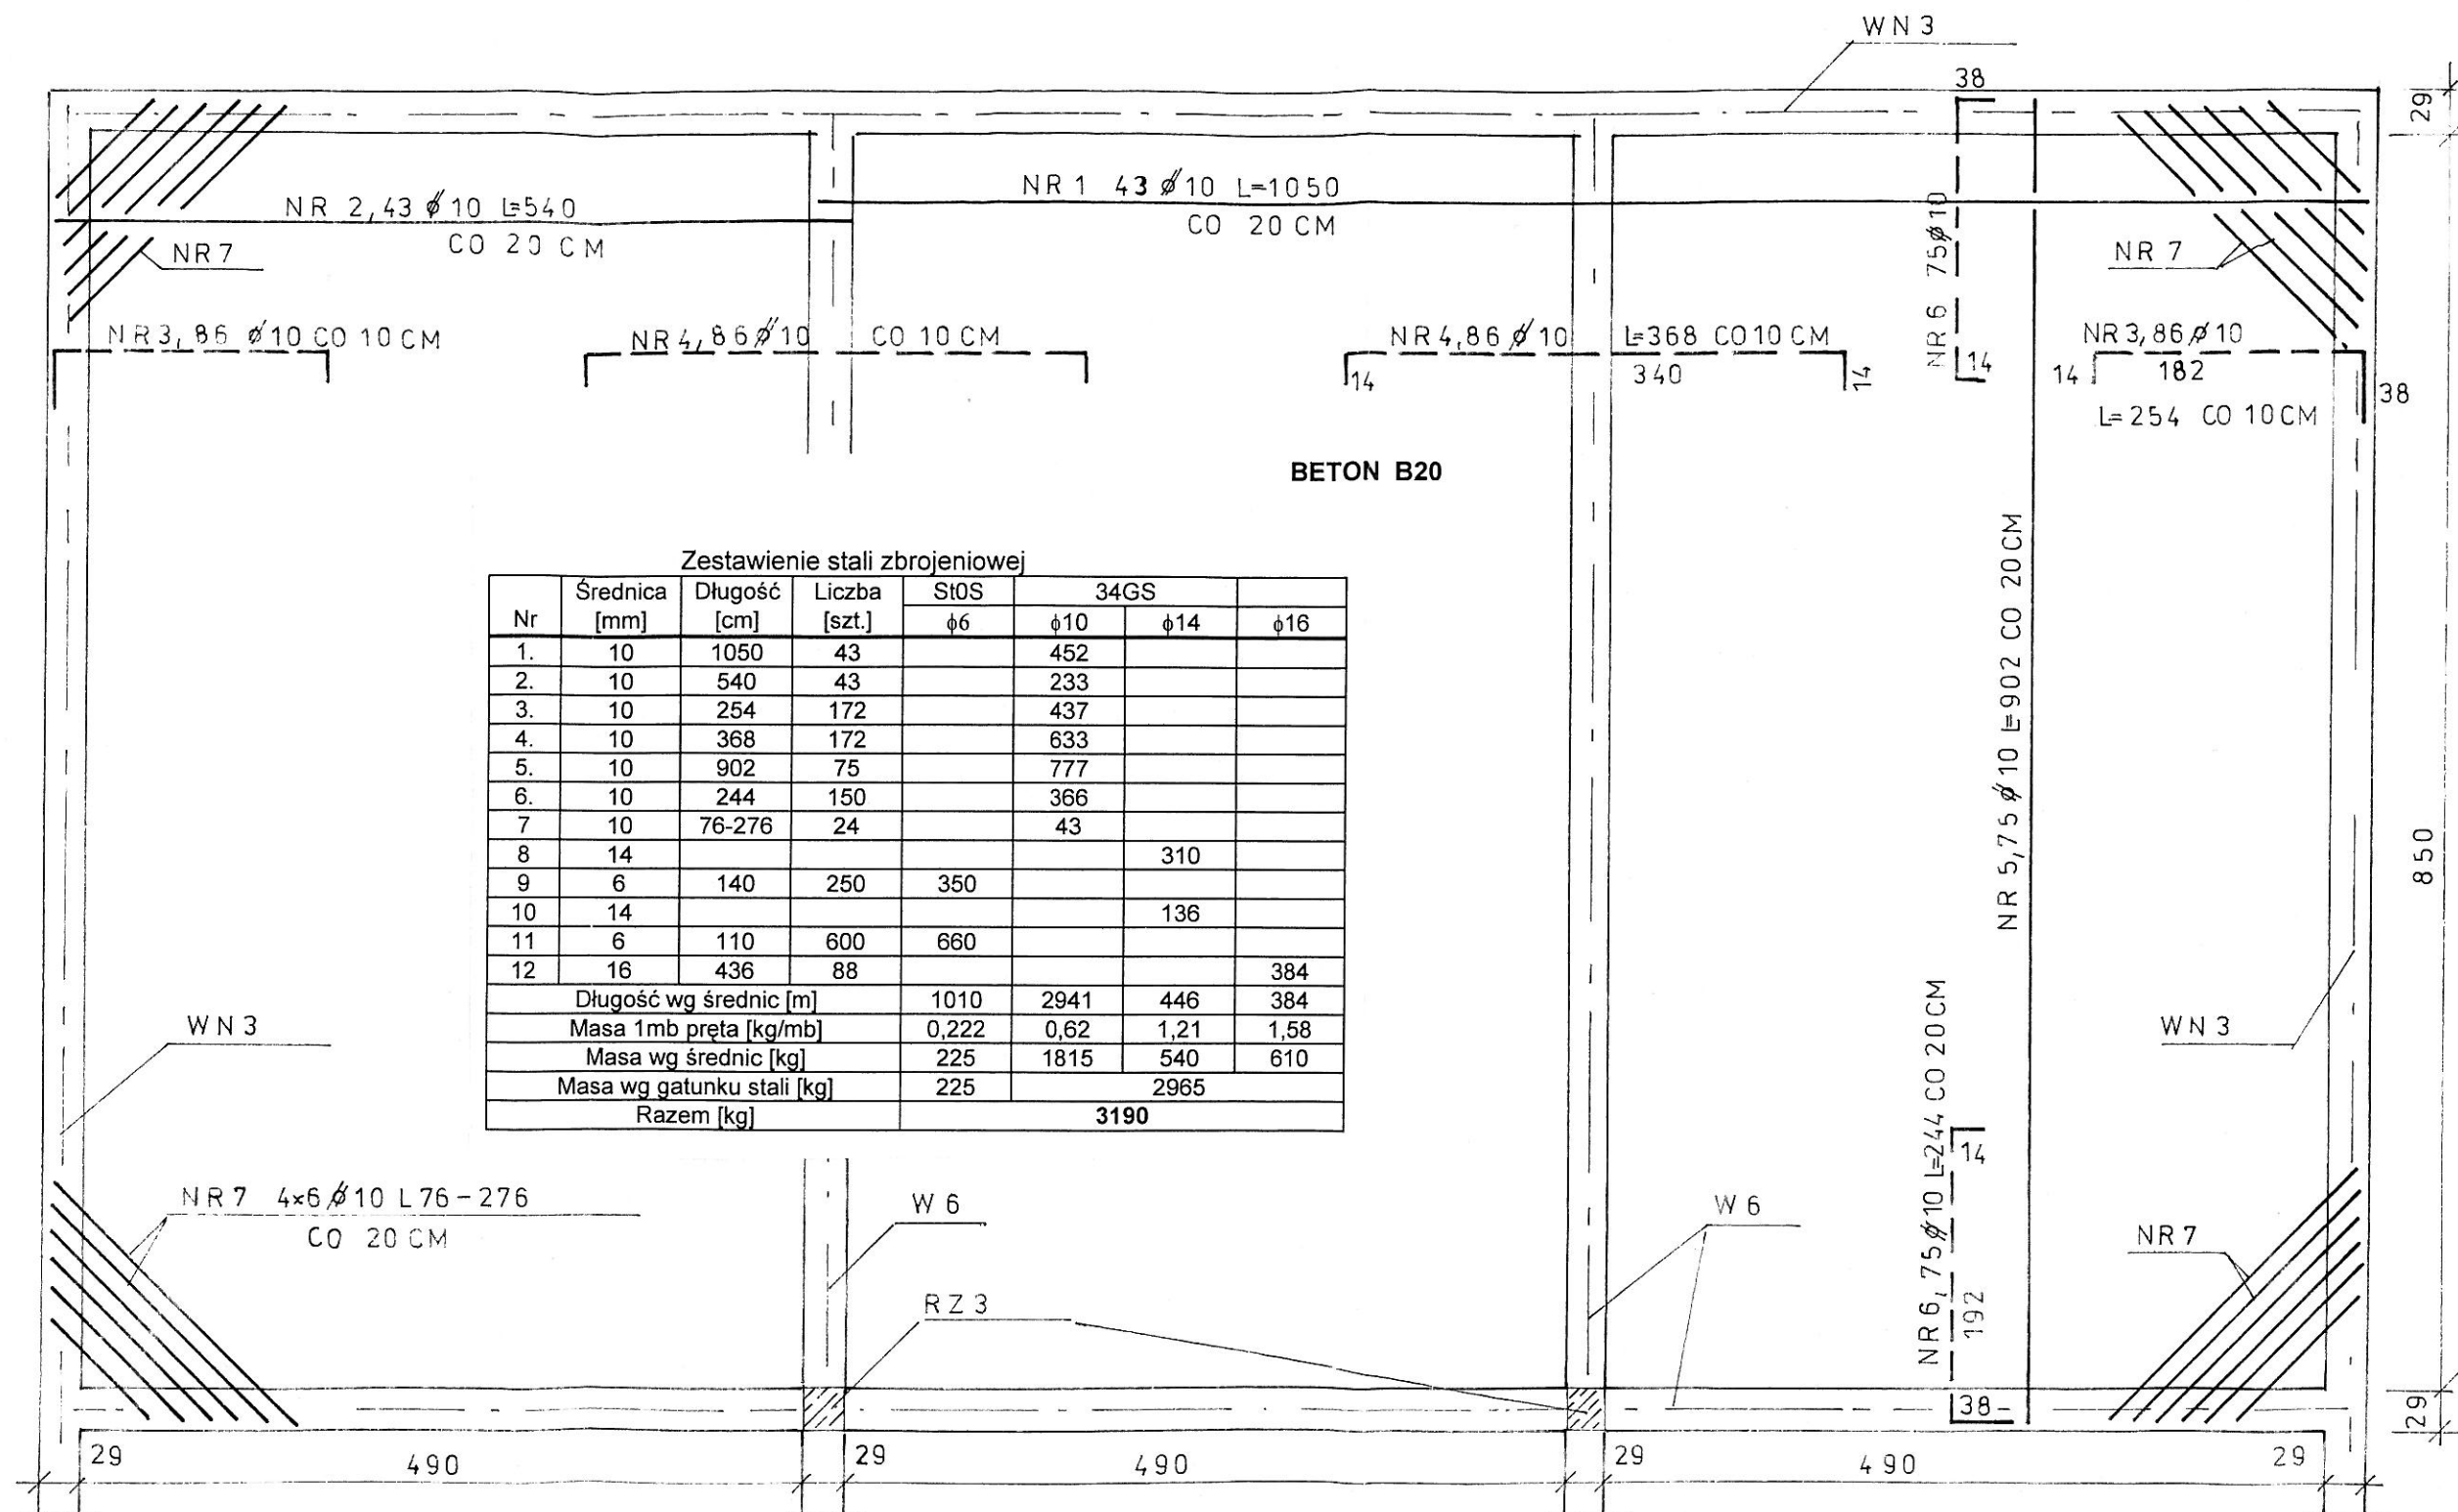 WN 3
38
29
NR 1 43 ∅ 10 L=1050
CO 20 CM
NR 2,43 ∅ 10 L=540
CO 20 CM
NR 7
NR 7
NR 6 75∅10
14
NR 3, 86 ∅ 10 CO 10 CM
NR 4, 86 ∅ 10 CO 10 CM
NR 4,86 ∅ 10 L=368 CO 10 CM
14
340
14
NR 3,86 ∅ 10
14
182
38
L=254 CO 10 CM
BETON B20
NR 5,75 ∅ 10 L=902 CO 20CM
850
Zestawienie stali zbrojeniowej
Nr Średnica [mm] Długość [cm] Liczba [szt.] St0S 34GS
ϕ6 ϕ10 ϕ14 ϕ16
1. 10 1050 43 452
2. 10 540 43 233
3. 10 254 172 437
4. 10 368 172 633
5. 10 902 75 777
6. 10 244 150 366
7 10 76-276 24 43
8 14 310
9 6 140 250 350
10 14 136
11 6 110 600 660
12 16 436 88 384
Długość wg średnic [m] 1010 2941 446 384
Masa 1mb pręta [kg/mb] 0,222 0,62 1,21 1,58
Masa wg średnic [kg] 225 1815 540 610
Masa wg gatunku stali [kg] 225 2965
Razem [kg] 3190
WN 3
WN 3
NR 6, 75∅10 L=244 CO 20CM
14
192
38
NR 7 4×6 ∅ 10 L 76-276
CO 20 CM
W 6
W 6
NR 7
RZ 3
29
29
490
29
490
29
490
29